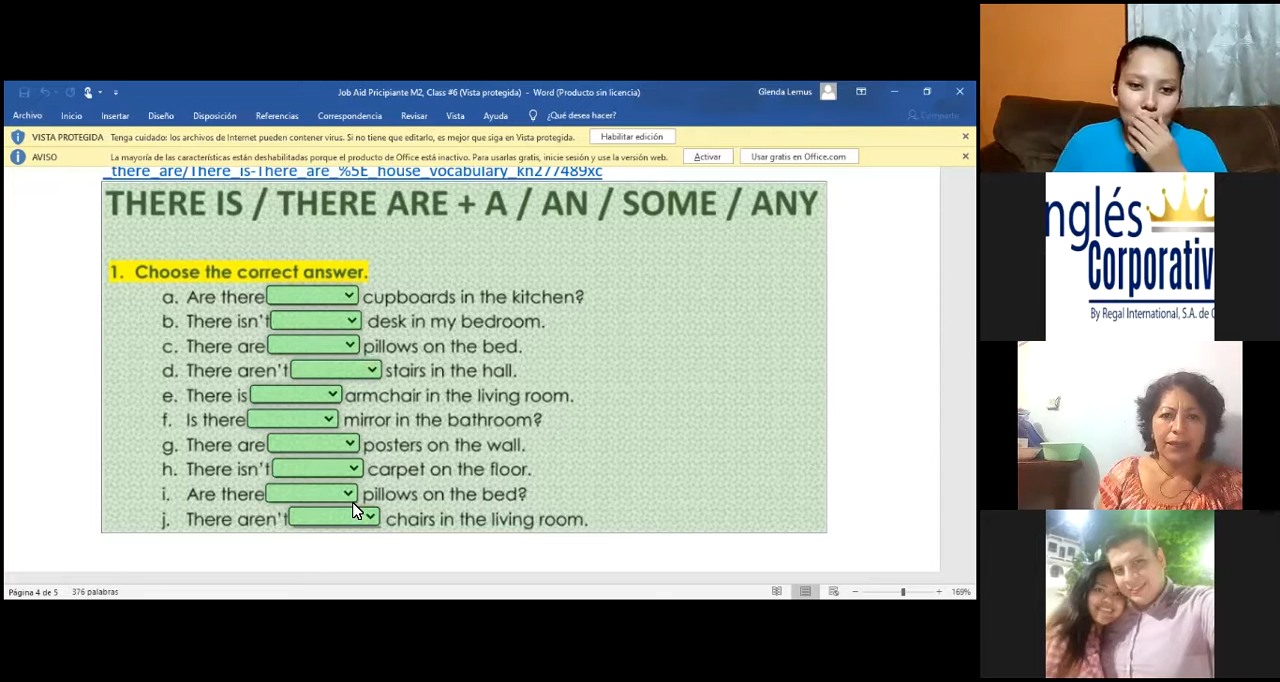 Job Aid Pricipiante M2, Class #6 (Vista protegida) - Word (Producto sin licencia)
Glenda Lemus
Archivo Inicio Insertar Diseño Disposición Referencias Correspondencia Revisar Vista Ayuda ¿Qué desea hacer? Compartir
VISTA PROTEGIDA Tenga cuidado: los archivos de Internet pueden contener virus. Si no tiene que editarlo, es mejor que siga en Vista protegida. Habilitar edición
AVISO La mayoría de las características están deshabilitadas porque el producto de Office está inactivo. Para usarlas gratis, inicie sesión y use la versión web. Activar Usar gratis en Office.com
_there_are/There_is-There_are_%5E_house_vocabulary_kn277489xc
THERE IS / THERE ARE + A / AN / SOME / ANY
1. Choose the correct answer.
a. Are there cupboards in the kitchen?
b. There isn't desk in my bedroom.
c. There are pillows on the bed.
d. There aren't stairs in the hall.
e. There is armchair in the living room.
f. Is there mirror in the bathroom?
g. There are posters on the wall.
h. There isn't carpet on the floor.
i. Are there pillows on the bed?
j. There aren't chairs in the living room.
Página 4 de 5 376 palabras
169%
nglés
Corporativ
By Regal International, S.A. de C